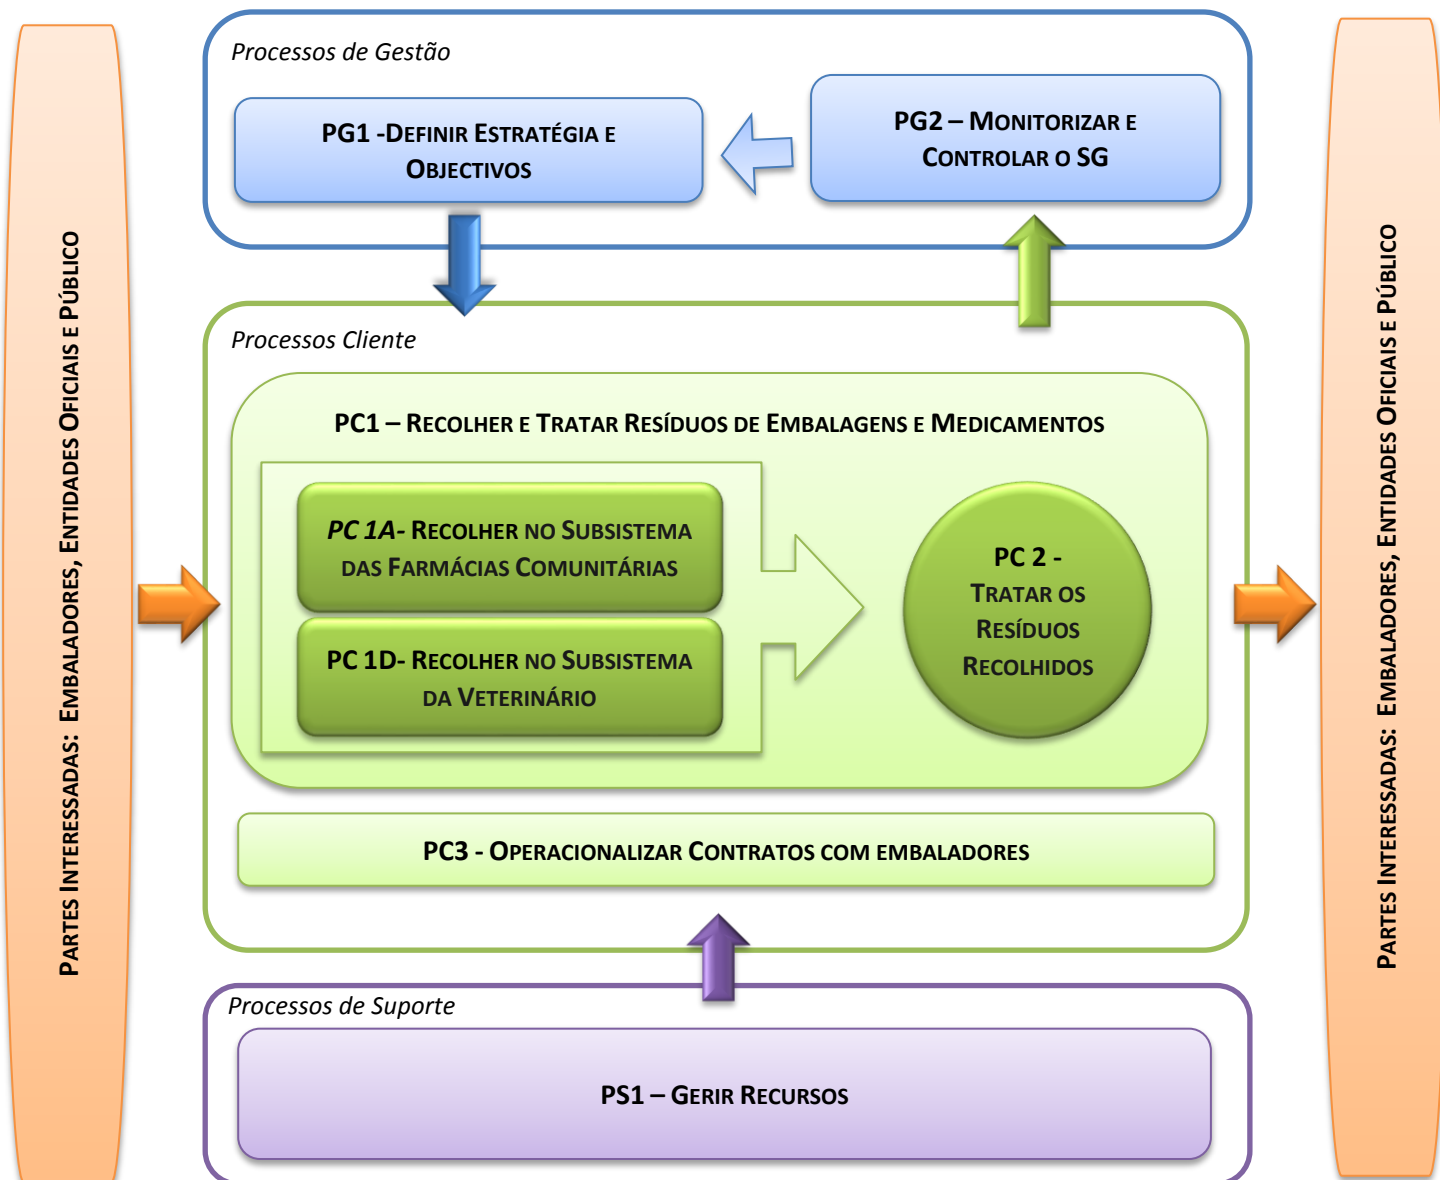 PARTES INTERESSADAS: EMBALADORES, ENTIDADES OFICIAIS E PÚBLICO
Processos de Gestão
PG1 -DEFINIR ESTRATÉGIA E
OBJECTIVOS
PG2 – MONITORIZAR E
CONTROLAR O SG
Processos Cliente
PC1 – RECOLHER E TRATAR RESÍDUOS DE EMBALAGENS E MEDICAMENTOS
PC 1A- RECOLHER NO SUBSISTEMA
DAS FARMÁCIAS COMUNITÁRIAS
PC 1D- RECOLHER NO SUBSISTEMA
DA VETERINÁRIO
PC 2 -
TRATAR OS
RESÍDUOS
RECOLHIDOS
PC3 - OPERACIONALIZAR CONTRATOS COM EMBALADORES
Processos de Suporte
PS1 – GERIR RECURSOS
PARTES INTERESSADAS: EMBALADORES, ENTIDADES OFICIAIS E PÚBLICO